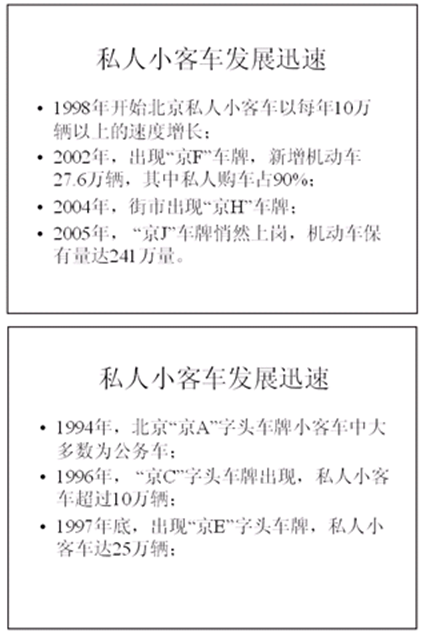 私人小客车发展迅速
• 1998年开始北京私人小客车以每年10万
辆以上的速度增长；
• 2002年，出现“京F”车牌，新增机动车
27.6万辆，其中私人购车占90%；
• 2004年，街市出现“京H”车牌；
• 2005年， “京J”车牌悄然上岗，机动车保
有量达241万量。
私人小客车发展迅速
• 1994年，北京“京A”字头车牌小客车中大
多数为公务车；
• 1996年， “京C”字头车牌出现，私人小客
车超过10万辆；
• 1997年底，出现“京E”字头车牌，私人小
客车达25万辆；